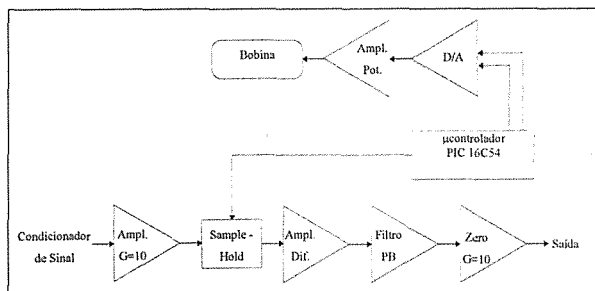 Bobina
Ampl.
Pot.
D/A
µcontrolador
PIC 16C54
Condicionador
de Sinal
Ampl.
G=10
Sample -
Hold
Ampl.
Dif.
Filtro
PB
Zero
G=10
Saída